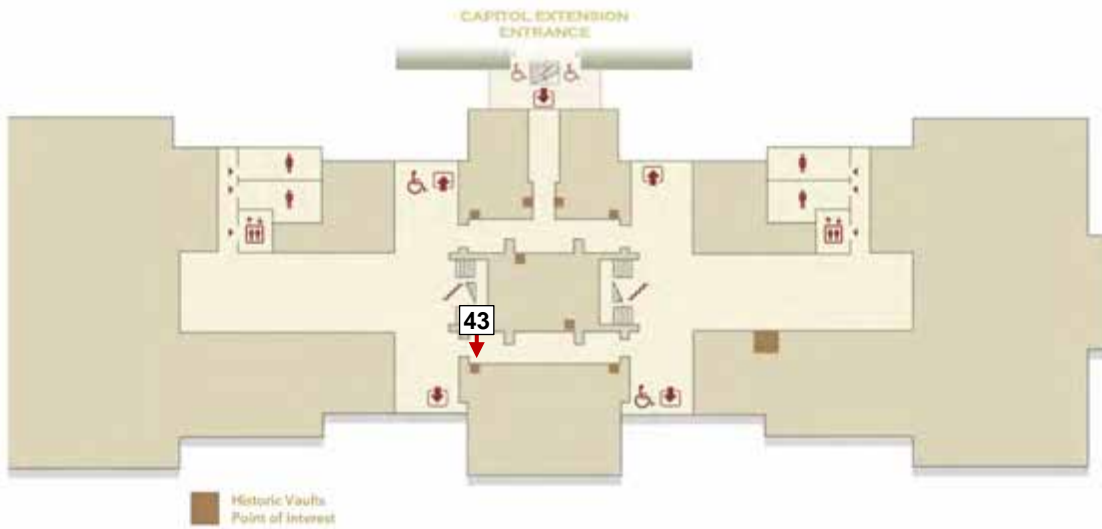 CAPITOL EXTENSION
ENTRANCE
43
Historic Vaults
Point of Interest